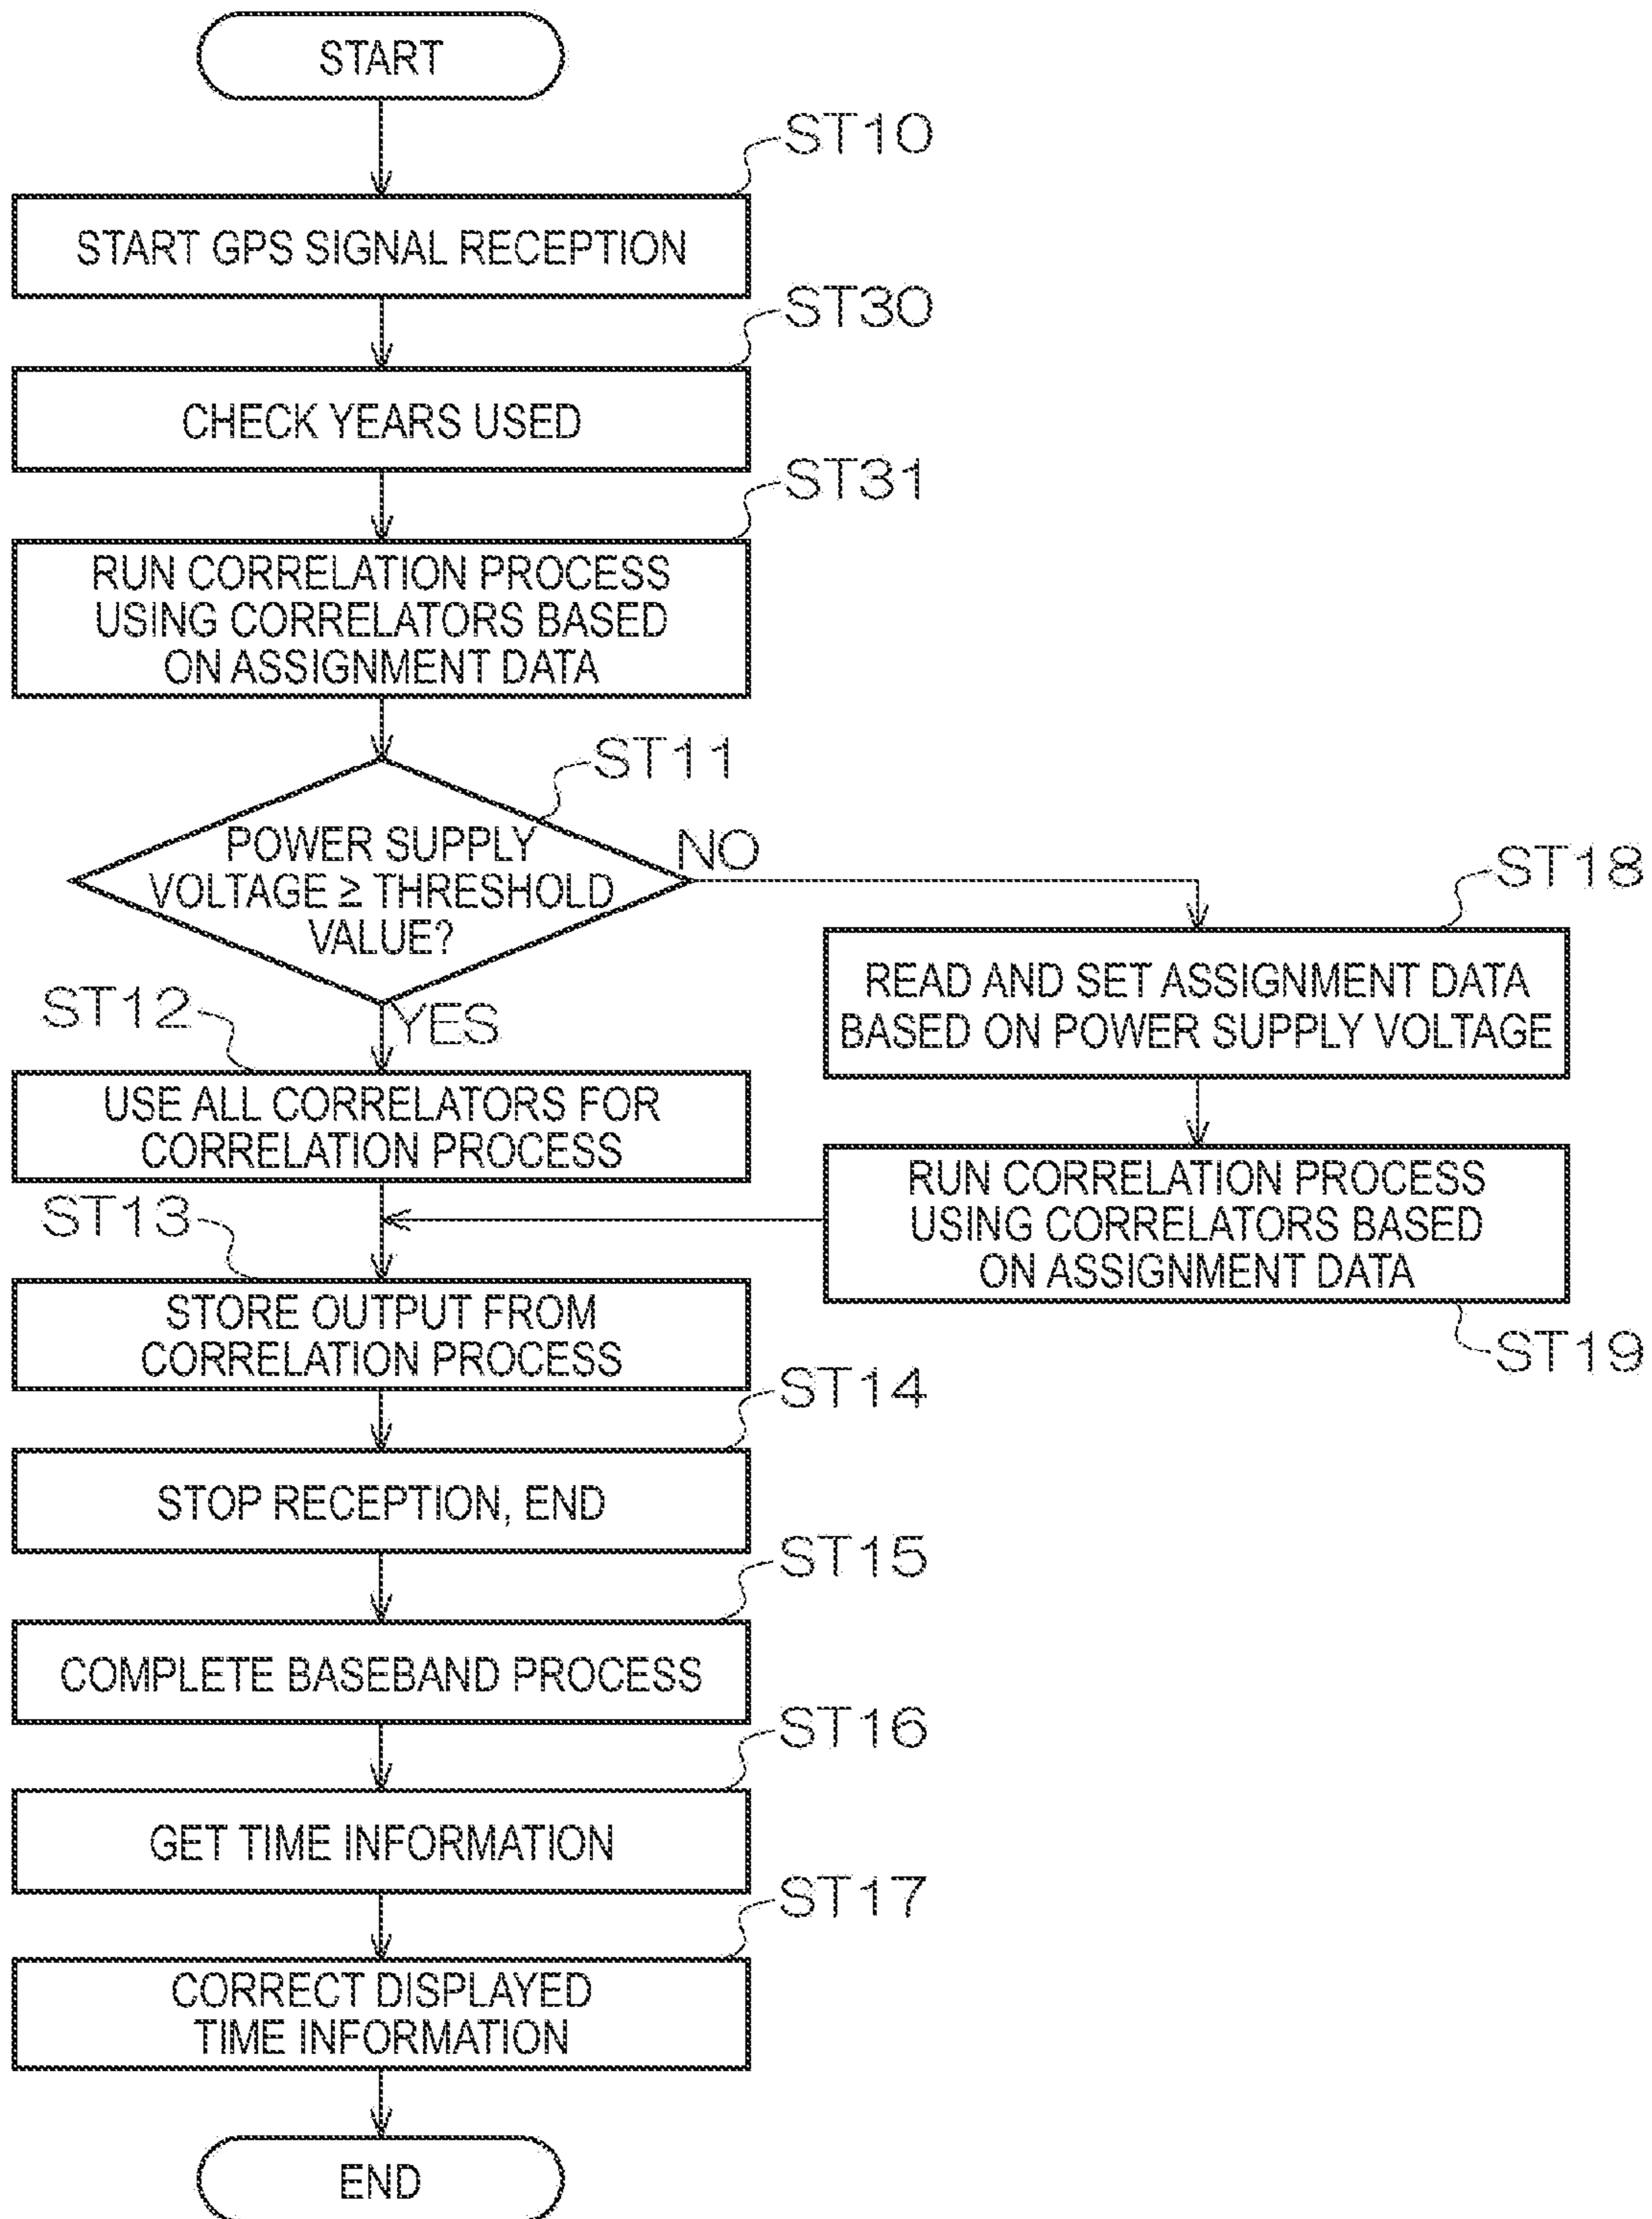 START
ST10
START GPS SIGNAL RECEPTION
ST30
CHECK YEARS USED
ST31
RUN CORRELATION PROCESS
USING CORRELATORS BASED
ON ASSIGNMENT DATA
ST11
POWER SUPPLY
VOLTAGE ≥ THRESHOLD
VALUE?
NO
YES
ST18
READ AND SET ASSIGNMENT DATA
BASED ON POWER SUPPLY VOLTAGE
ST12
USE ALL CORRELATORS FOR
CORRELATION PROCESS
RUN CORRELATION PROCESS
USING CORRELATORS BASED
ON ASSIGNMENT DATA
ST19
ST13
STORE OUTPUT FROM
CORRELATION PROCESS
ST14
STOP RECEPTION, END
ST15
COMPLETE BASEBAND PROCESS
ST16
GET TIME INFORMATION
ST17
CORRECT DISPLAYED
TIME INFORMATION
END